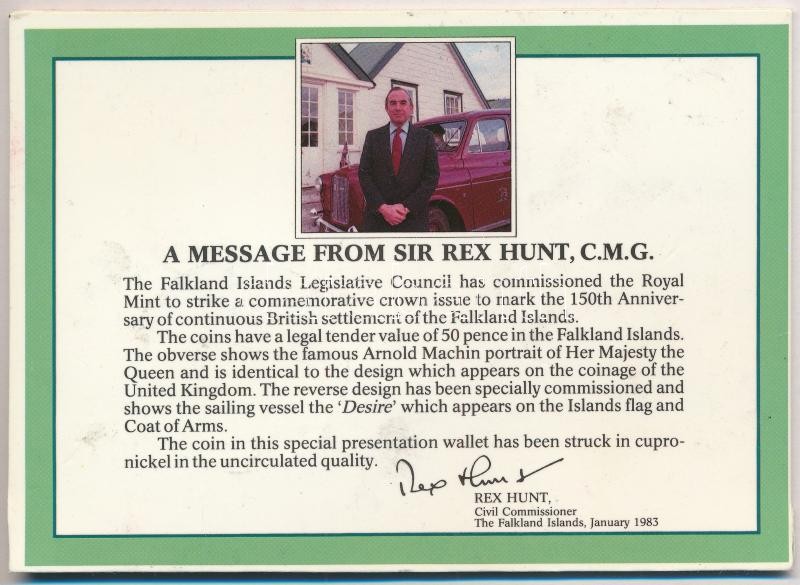 A MESSAGE FROM SIR REX HUNT, C.M.G.
The Falkland Islands Legislative Council has commissioned the Royal
Mint to strike a commemorative crown issue to mark the 150th Anniver-
sary of continuous British settlement of the Falkland Islands.
The coins have a legal tender value of 50 pence in the Falkland Islands.
The obverse shows the famous Arnold Machin portrait of Her Majesty the
Queen and is identical to the design which appears on the coinage of the
United Kingdom. The reverse design has been specially commissioned and
shows the sailing vessel the ‘Desire’ which appears on the Islands flag and
Coat of Arms.
The coin in this special presentation wallet has been struck in cupro-
nickel in the uncirculated quality.
Rex Hunt
REX HUNT,
Civil Commissioner
The Falkland Islands, January 1983